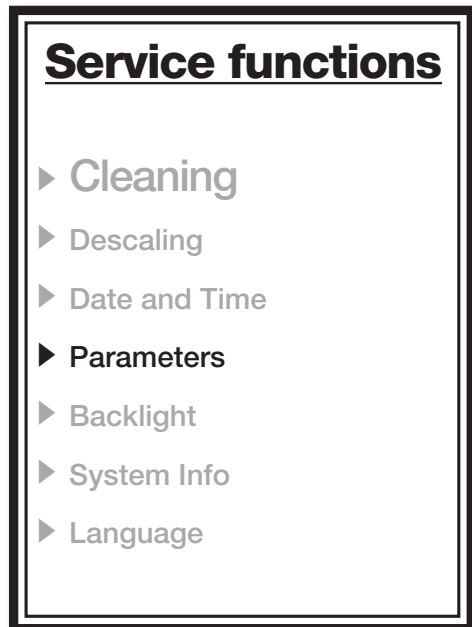 Service functions
Cleaning
Descaling
Date and Time
Parameters
Backlight
System Info
Language